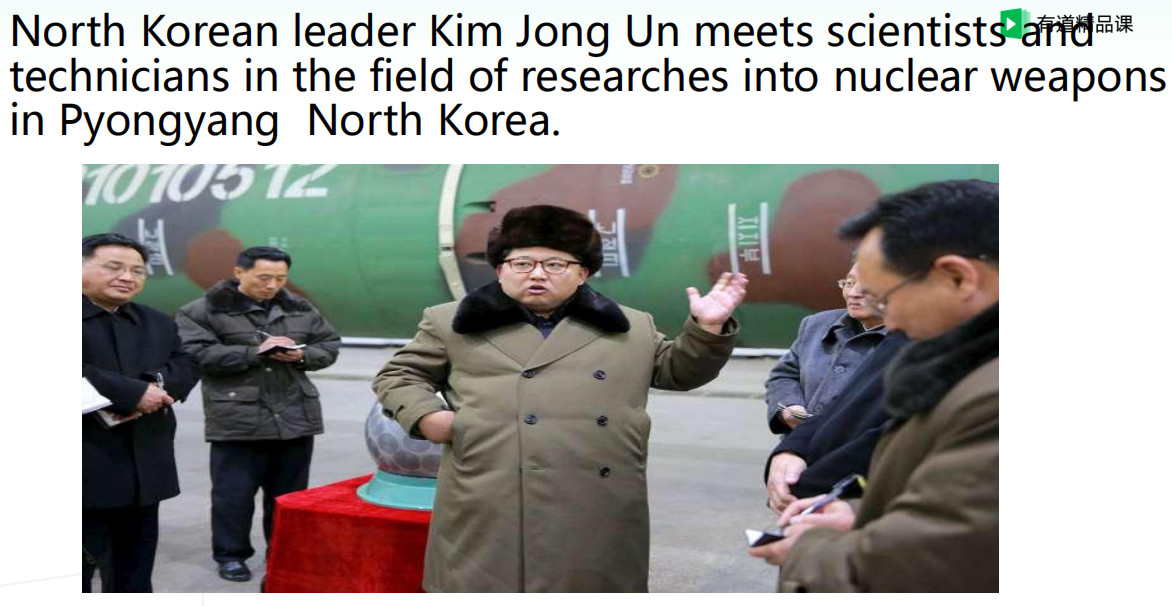 North Korean leader Kim Jong Un meets scientists and
有道精品课
technicians in the field of researches into nuclear weapons
in Pyongyang  North Korea.
01010512